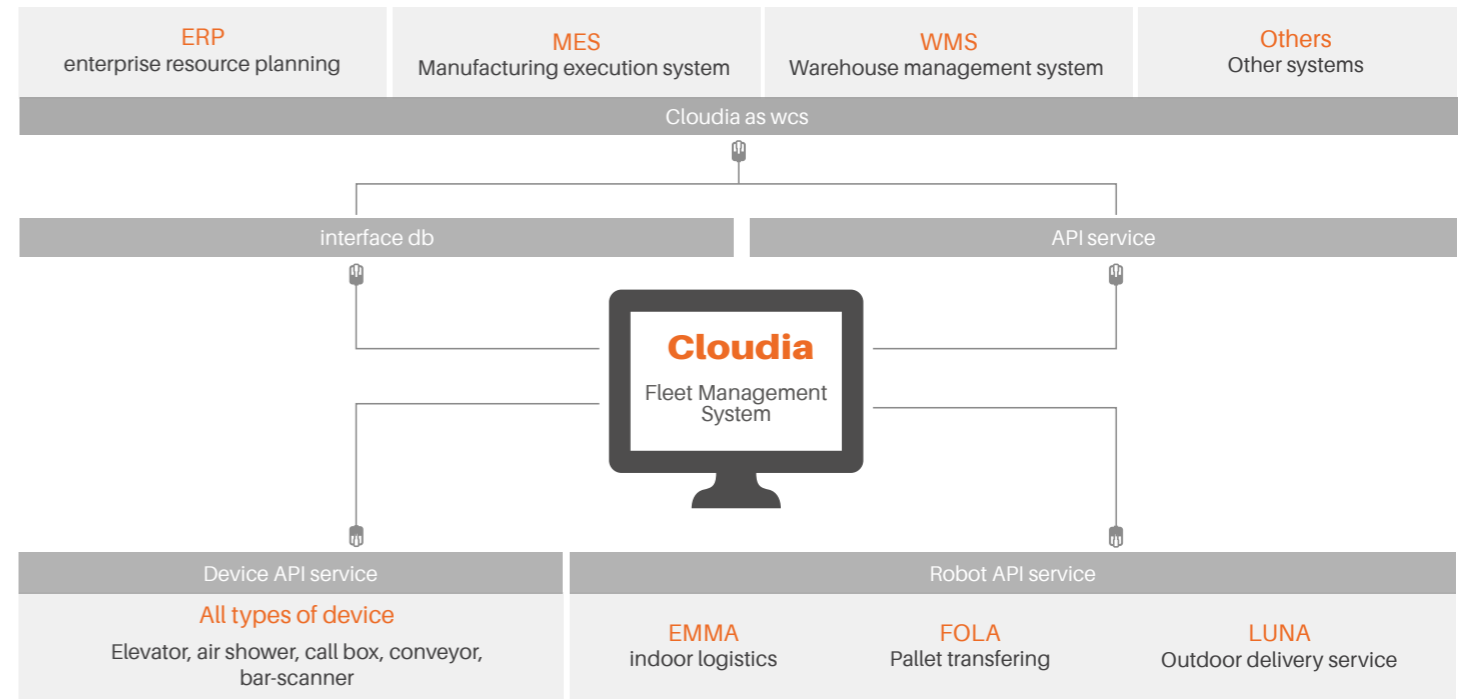 ERP
enterprise resource planning
MES
Manufacturing execution system
WMS
Warehouse management system
Others
Other systems
Cloudia as wcs
interface db
API service
Cloudia
Fleet Management
System
Device API service
Robot API service
All types of device
Elevator, air shower, call box, conveyor,
bar-scanner
EMMA
indoor logistics
FOLA
Pallet transfering
LUNA
Outdoor delivery service